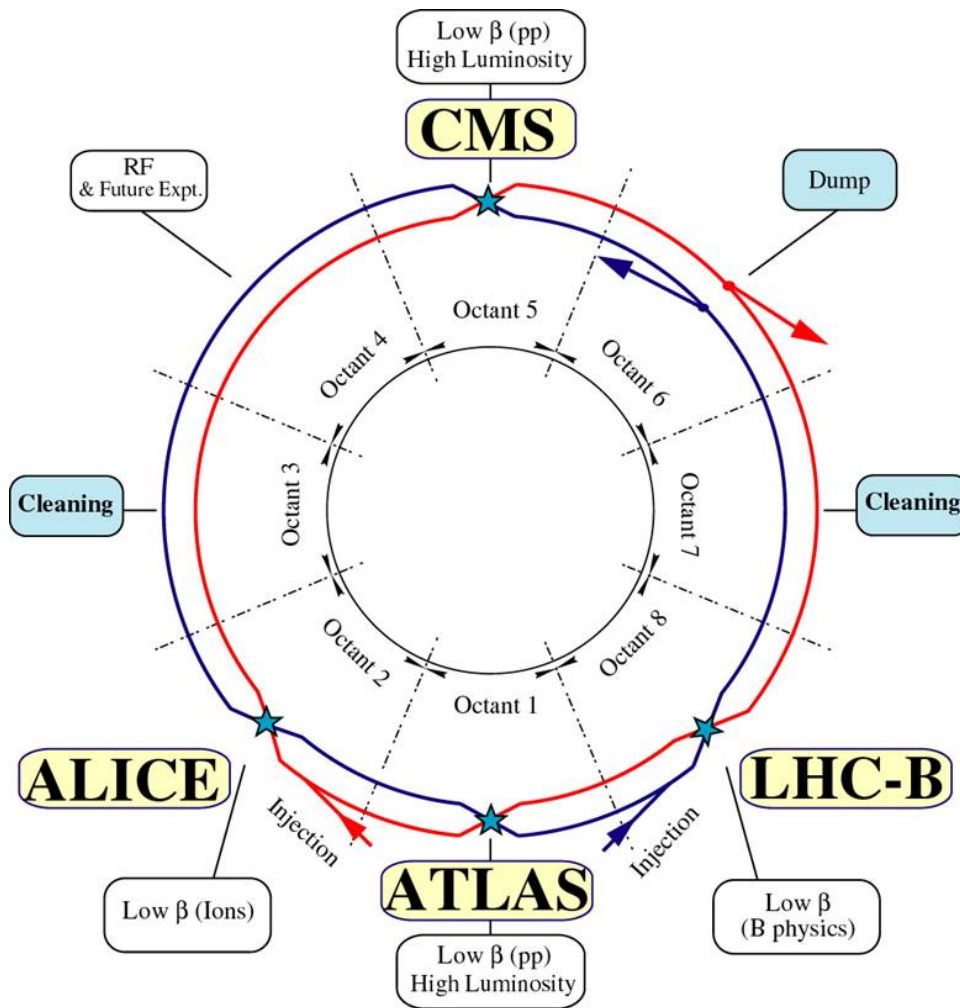 Low β (pp)
High Luminosity
CMS
RF
& Future Expt.
Dump
Octant 5
Octant 4
Octant 6
Cleaning
Octant 3
Octant 7
Cleaning
Octant 2
Octant 8
Octant 1
ALICE
LHC-B
Injection
Injection
ATLAS
Low β (Ions)
Low β
(B physics)
Low β (pp)
High Luminosity